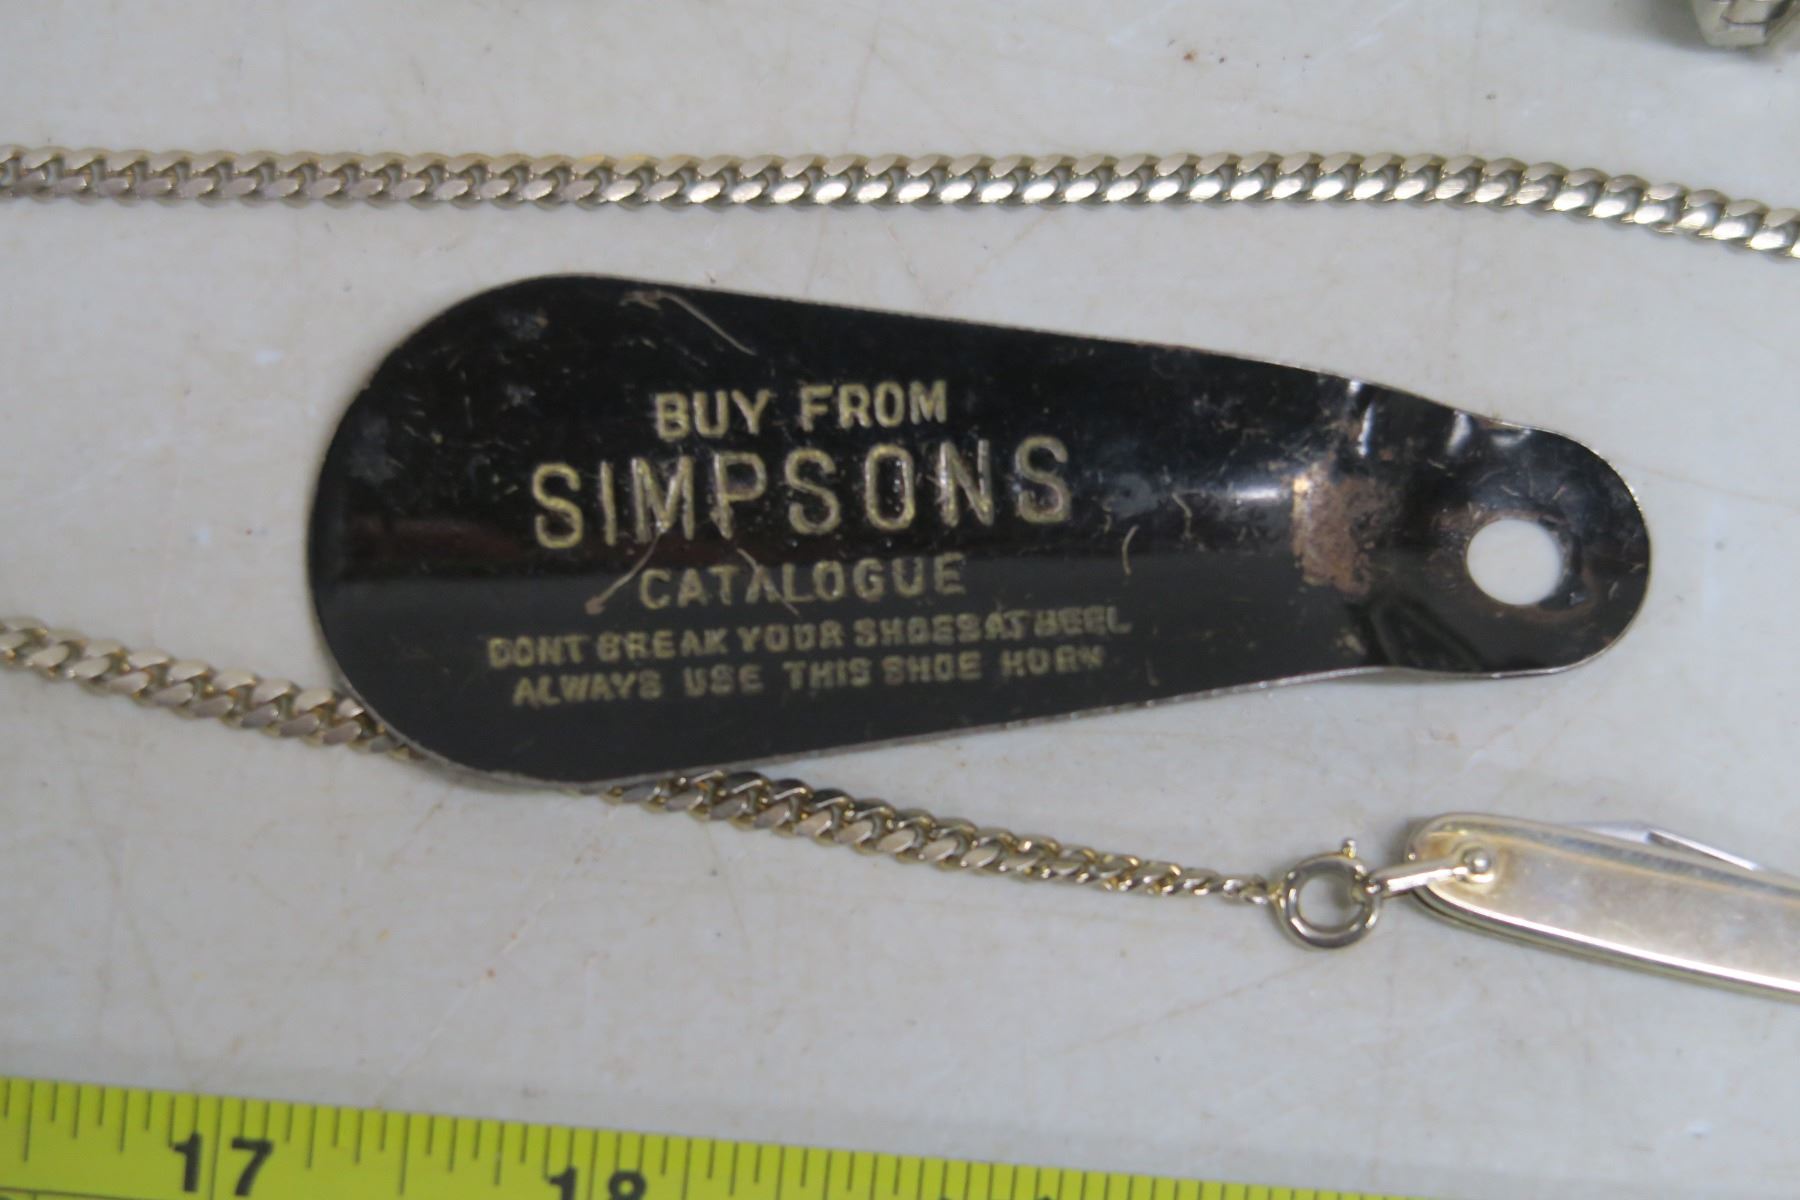 BUY FROM
SIMPSONS
CATALOGUE
DONT BREAK YOUR SHOES AT HEEL
ALWAYS USE THIS SHOE HORN
17
18